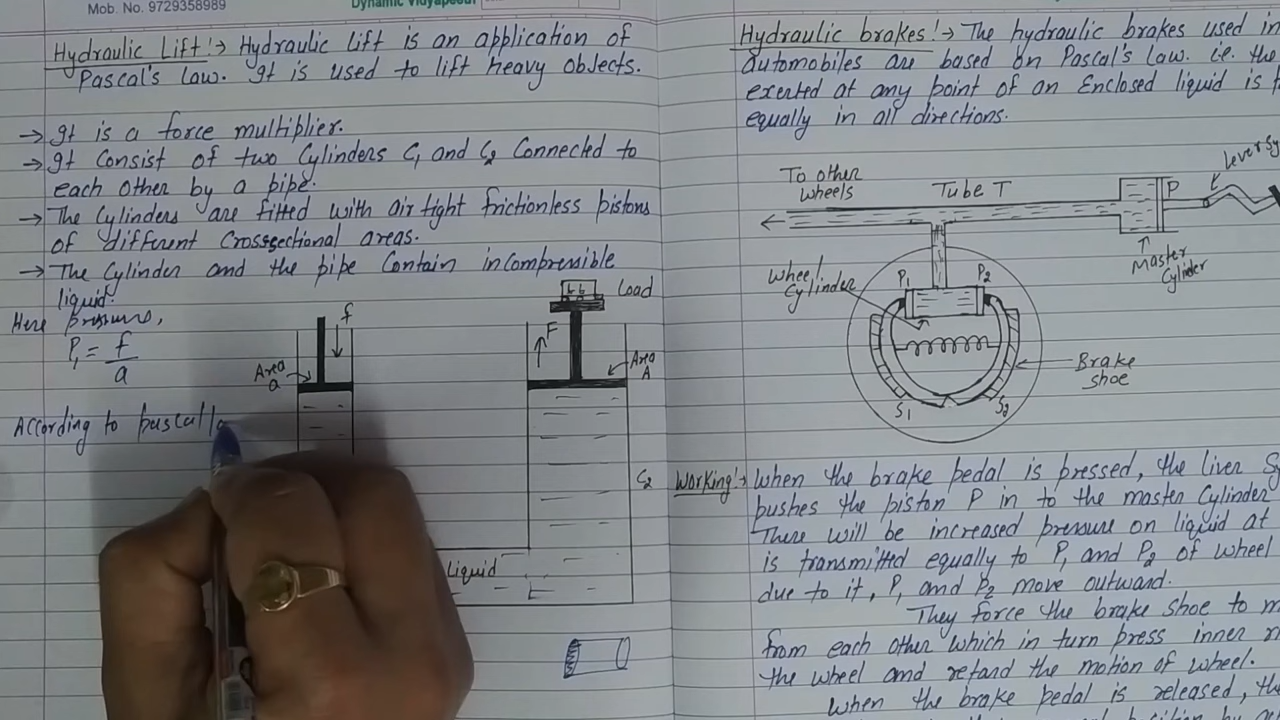 Mob. No. 9729358989
Dynamic Vidyapeeth
Hydraulic Lift!→ Hydraulic Lift is an application of
Pascal's Law. It is used to lift heavy objects.
→ It is a force multiplier.
→ It Consist of two Cylinders C1 and C2 Connected to
each other by a pipe.
→ The Cylinders are fitted with air tight frictionless pistons
of different Crosssectional areas.
→ The Cylinder and the pipe Contain incompressible
liquid.
Here pressure,
P1 = f
a
According to pascal la
f
Area
a
F
Load
Area
A
C2
Liquid
Hydraulic brakes!→ The hydraulic brakes used in
automobiles are based on Pascal's Law. i.e. the
exerted at any point of an Enclosed liquid is
equally in all directions.
To other
wheels
Tube T
P
Lever Sy
Master
Cylinder
Wheel
Cylinder
P1
P2
Brake
shoe
S1
S2
Working!→ When the brake pedal is pressed, the liver Sy
pushes the piston P in to the master Cylinder
There will be increased pressure on liquid at
is transmitted equally to P1 and P2 of wheel
due to it, P1 and P2 move outward.
They force the brake shoe to m
from each other which in turn press inner
the wheel and retard the motion of wheel.
When the brake pedal is released, the